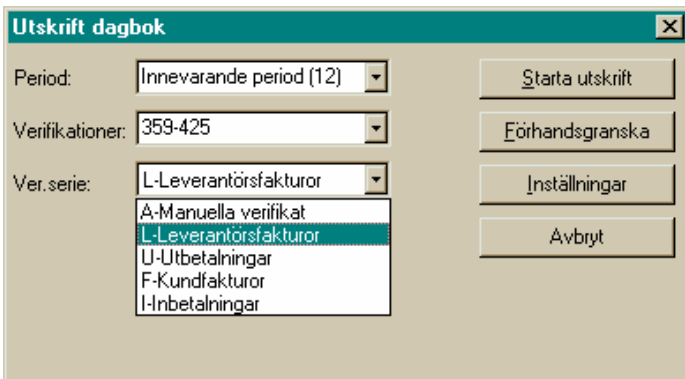 Utskrift dagbok
Period:
Innevarande period (12)
Starta utskrift
Verifikationer:
359-425
Förhandsgranska
Ver.serie:
L-Leverantörsfakturor
Inställningar
A-Manuella verifikat
L-Leverantörsfakturor
U-Utbetalningar
F-Kundfakturor
I-Inbetalningar
Avbryt